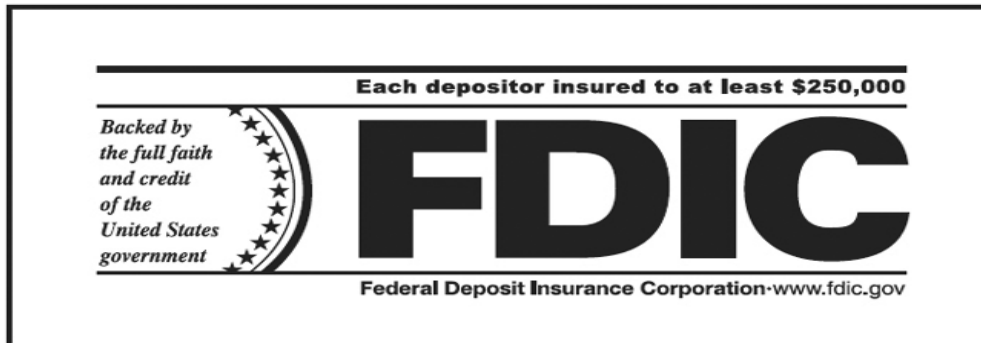 Each depositor insured to at least $250,000
Backed by
the full faith
and credit
of the
United States
government
FDIC
Federal Deposit Insurance Corporation·www.fdic.gov